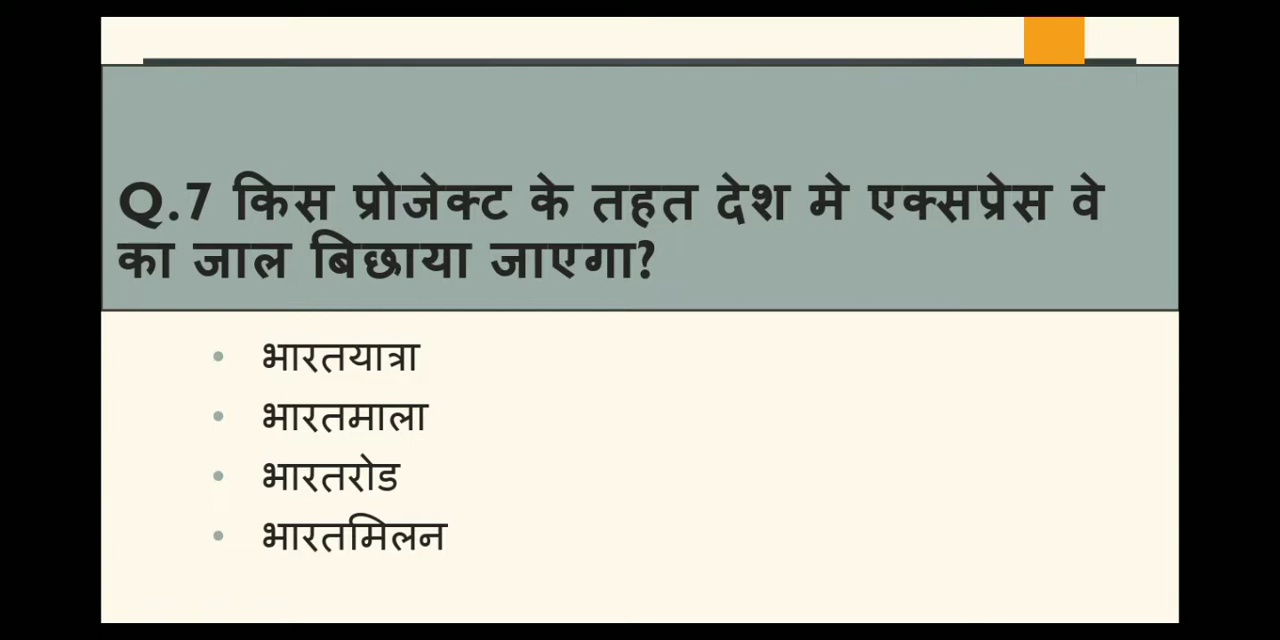 Q.7 किस प्रोजेक्ट के तहत देश मे एक्सप्रेस वे
का जाल बिछाया जाएगा?
• भारतयात्रा
• भारतमाला
• भारतरोड
• भारतमिलन